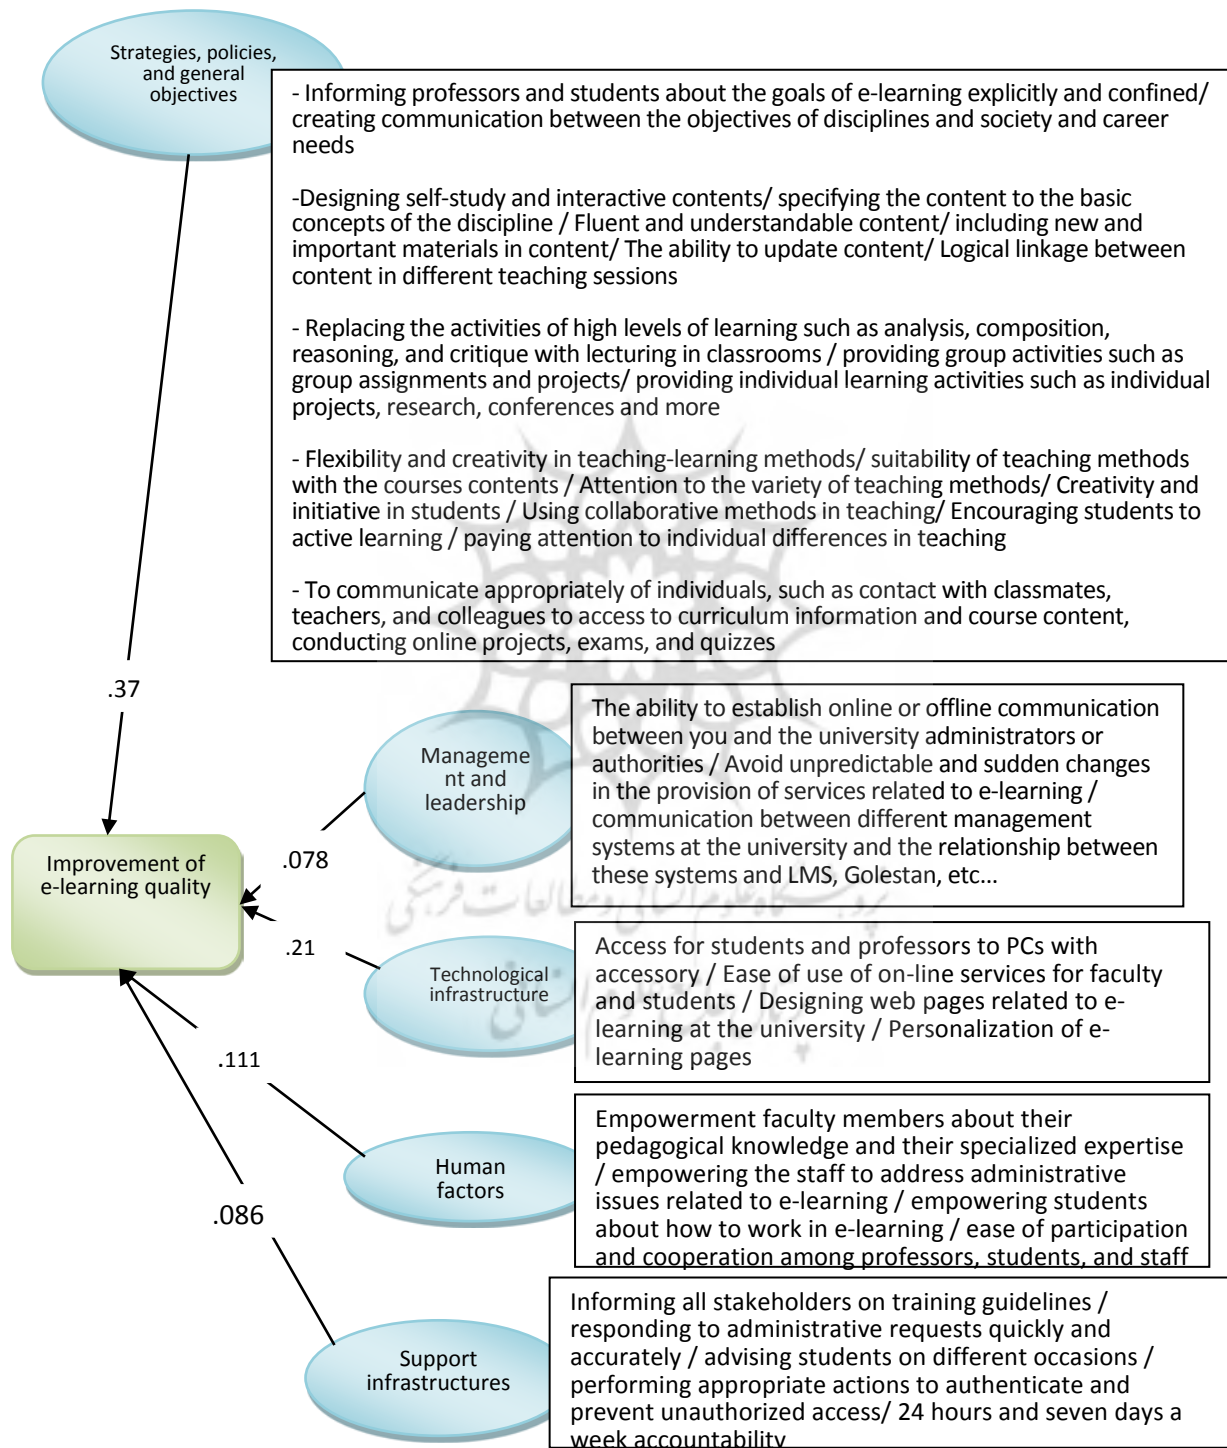 Strategies, policies,
and general
objectives
- Informing professors and students about the goals of e-learning explicitly and confined/
creating communication between the objectives of disciplines and society and career
needs
-Designing self-study and interactive contents/ specifying the content to the basic
concepts of the discipline / Fluent and understandable content/ including new and
important materials in content/ The ability to update content/ Logical linkage between
content in different teaching sessions
- Replacing the activities of high levels of learning such as analysis, composition,
reasoning, and critique with lecturing in classrooms / providing group activities such as
group assignments and projects/ providing individual learning activities such as individual
projects, research, conferences and more
- Flexibility and creativity in teaching-learning methods/ suitability of teaching methods
with the courses contents / Attention to the variety of teaching methods/ Creativity and
initiative in students / Using collaborative methods in teaching/ Encouraging students to
active learning / paying attention to individual differences in teaching
- To communicate appropriately of individuals, such as contact with classmates,
teachers, and colleagues to access to curriculum information and course content,
conducting online projects, exams, and quizzes
.37
Manageme
nt and
leadership
The ability to establish online or offline communication
between you and the university administrators or
authorities / Avoid unpredictable and sudden changes
in the provision of services related to e-learning /
communication between different management
systems at the university and the relationship between
these systems and LMS, Golestan, etc...
Improvement of
e-learning quality
.078
پژوهشگاه علوم انسانی و مطالعات فرهنگی
.21
Technological
infrastructure
Access for students and professors to PCs with
accessory / Ease of use of on-line services for faculty
and students / Designing web pages related to e-
learning at the university / Personalization of e-
learning pages
پرتال جامع علوم انسانی
.111
Human
factors
Empowerment faculty members about their
pedagogical knowledge and their specialized expertise
/ empowering the staff to address administrative
issues related to e-learning / empowering students
about how to work in e-learning / ease of participation
and cooperation among professors, students, and staff
.086
Support
infrastructures
Informing all stakeholders on training guidelines /
responding to administrative requests quickly and
accurately / advising students on different occasions /
performing appropriate actions to authenticate and
prevent unauthorized access/ 24 hours and seven days a
week accountability